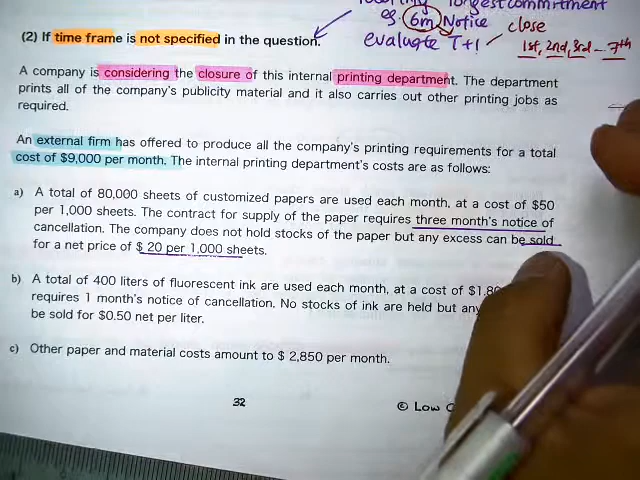 longest commitment
eg 6m Notice
close
evaluate T+1
1st, 2nd, 3rd - 7th
(2) If time frame is not specified in the question.
A company is considering the closure of this internal printing department. The department
prints all of the company's publicity material and it also carries out other printing jobs as
required.
An external firm has offered to produce all the company's printing requirements for a total
cost of $9,000 per month. The internal printing department's costs are as follows:
a) A total of 80,000 sheets of customized papers are used each month, at a cost of $50
per 1,000 sheets. The contract for supply of the paper requires three month's notice of
cancellation. The company does not hold stocks of the paper but any excess can be sold
for a net price of $ 20 per 1,000 sheets.
b) A total of 400 liters of fluorescent ink are used each month, at a cost of
requires 1 month's notice of cancellation. No stocks of ink are held but any
be sold for $0.50 net per liter.
c) Other paper and material costs amount to $ 2,850 per month.
32
© Low